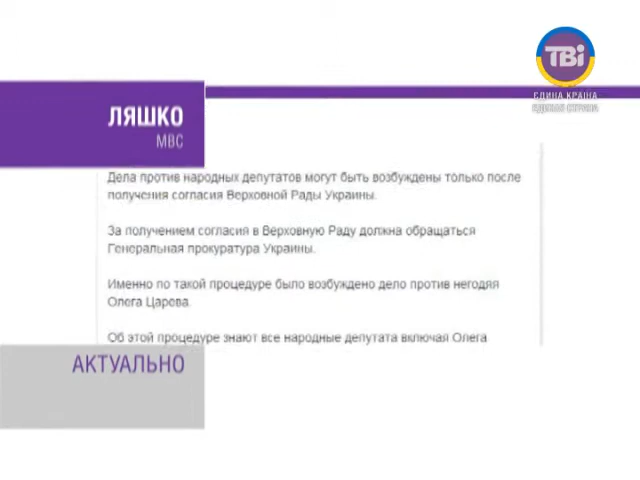 ТВі
ЄДИНА КРАЇНА
ЕДИНАЯ СТРАНА
ЛЯШКО
МВС
Дела против народных депутатов могут быть возбуждены только после
получения согласия Верховной Рады Украины.
За получением согласия в Верховную Раду должна обращаться
Генеральная прокуратура Украины.
Именно по такой процедуре было возбуждено дело против негодяя
Олега Царева.
Об этой процедуре знают все народные депутата включая Олега
АКТУАЛЬНО